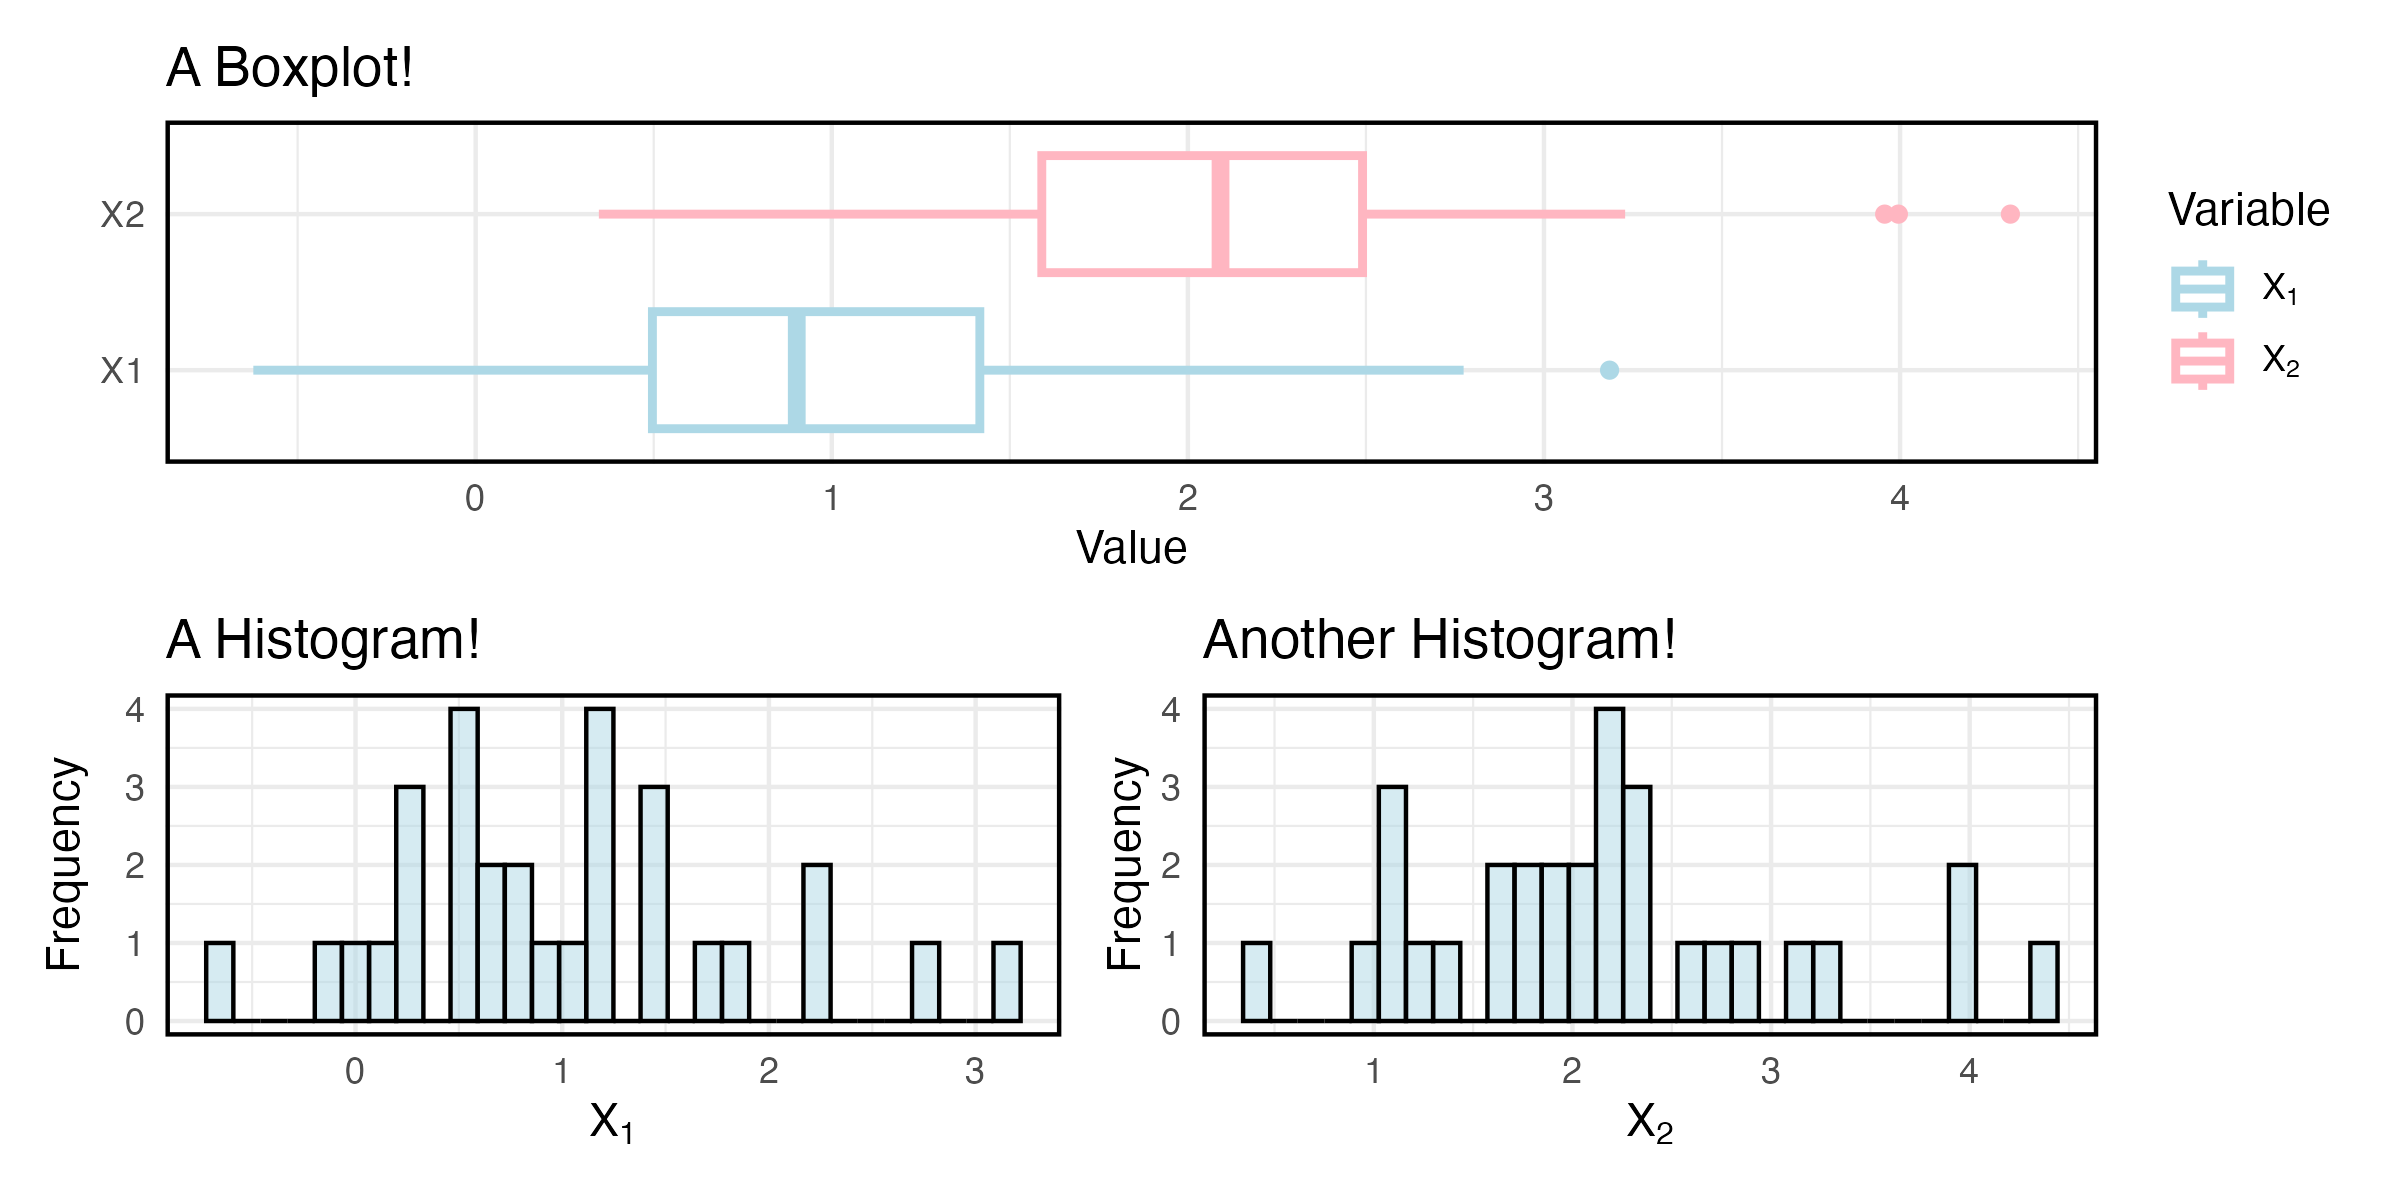 A Boxplot!
X2
X1
0 1 2 3 4
Value
Variable
X₁
X₂
A Histogram!
4
3
2
1
0
Frequency
0 1 2 3
X₁
Another Histogram!
4
3
2
1
0
Frequency
1 2 3 4
X₂